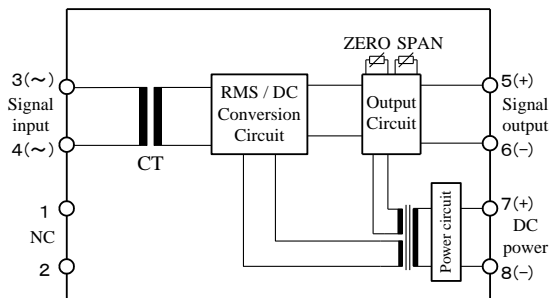 ZERO SPAN
3(～)
Signal
input
4(～)
CT
RMS / DC
Conversion
Circuit
Output
Circuit
5(+)
Signal
output
6(-)
1
NC
2
Power circuit
7(+)
DC
power
8(-)